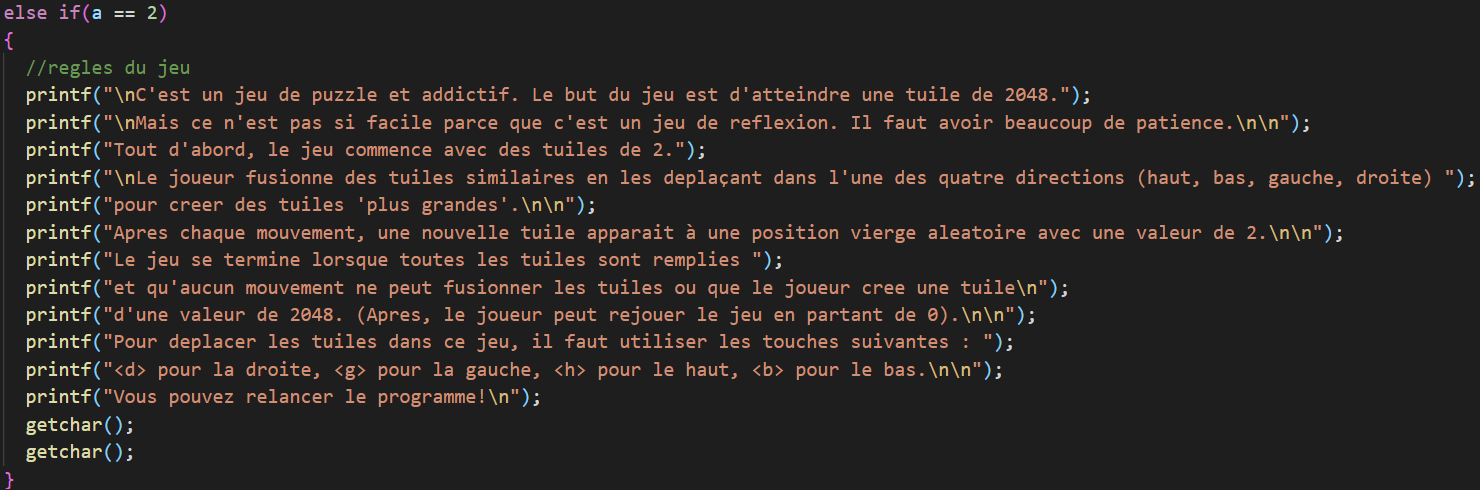 else if(a == 2)
{
//regles du jeu
printf("\nC'est un jeu de puzzle et addictif. Le but du jeu est d'atteindre une tuile de 2048.");
printf("\nMais ce n'est pas si facile parce que c'est un jeu de reflexion. Il faut avoir beaucoup de patience.\n\n");
printf("Tout d'abord, le jeu commence avec des tuiles de 2.");
printf("\nLe joueur fusionne des tuiles similaires en les deplaçant dans l'une des quatre directions (haut, bas, gauche, droite) ");
printf("pour creer des tuiles 'plus grandes'.\n\n");
printf("Apres chaque mouvement, une nouvelle tuile apparait à une position vierge aleatoire avec une valeur de 2.\n\n");
printf("Le jeu se termine lorsque toutes les tuiles sont remplies ");
printf("et qu'aucun mouvement ne peut fusionner les tuiles ou que le joueur cree une tuile\n");
printf("d'une valeur de 2048. (Apres, le joueur peut rejouer le jeu en partant de 0).\n\n");
printf("Pour deplacer les tuiles dans ce jeu, il faut utiliser les touches suivantes : ");
printf("<d> pour la droite, <g> pour la gauche, <h> pour le haut, <b> pour le bas.\n\n");
printf("Vous pouvez relancer le programme!\n");
getchar();
getchar();
}